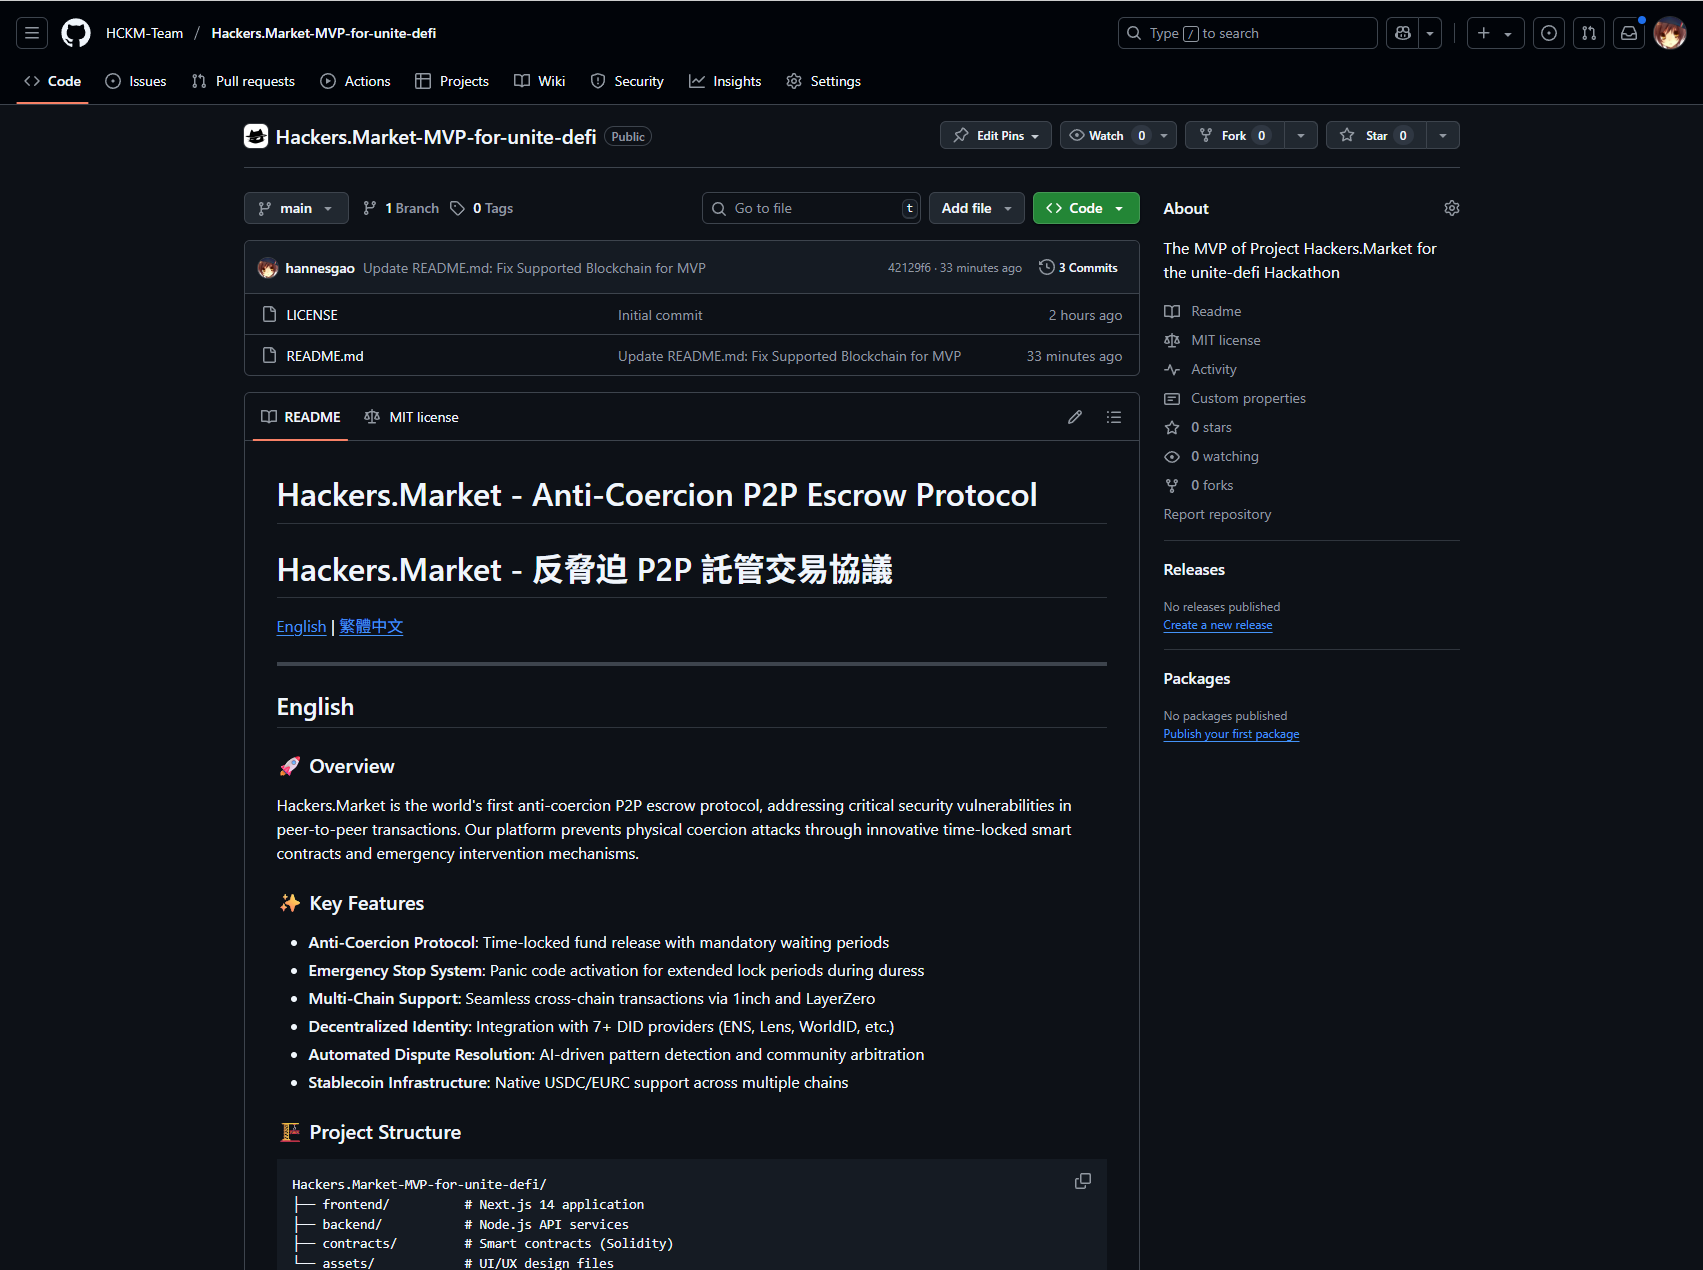 HCKM-Team / Hackers.Market-MVP-for-unite-defi
Type / to search
Code Issues Pull requests Actions Projects Wiki Security Insights Settings
Hackers.Market-MVP-for-unite-defi Public
Edit Pins Watch 0 Fork 0 Star 0
main 1 Branch 0 Tags
Go to file t Add file Code
hannesgao Update README.md: Fix Supported Blockchain for MVP 42129f6 · 33 minutes ago 3 Commits
LICENSE Initial commit 2 hours ago
README.md Update README.md: Fix Supported Blockchain for MVP 33 minutes ago
README MIT license
Hackers.Market - Anti-Coercion P2P Escrow Protocol
Hackers.Market - 反脅迫 P2P 託管交易協議
English | 繁體中文
English
🚀 Overview
Hackers.Market is the world's first anti-coercion P2P escrow protocol, addressing critical security vulnerabilities in
peer-to-peer transactions. Our platform prevents physical coercion attacks through innovative time-locked smart
contracts and emergency intervention mechanisms.
✨ Key Features
• Anti-Coercion Protocol: Time-locked fund release with mandatory waiting periods
• Emergency Stop System: Panic code activation for extended lock periods during duress
• Multi-Chain Support: Seamless cross-chain transactions via 1inch and LayerZero
• Decentralized Identity: Integration with 7+ DID providers (ENS, Lens, WorldID, etc.)
• Automated Dispute Resolution: AI-driven pattern detection and community arbitration
• Stablecoin Infrastructure: Native USDC/EURC support across multiple chains
🏗️ Project Structure
Hackers.Market-MVP-for-unite-defi/
├── frontend/ # Next.js 14 application
├── backend/ # Node.js API services
├── contracts/ # Smart contracts (Solidity)
└── assets/ # UI/UX design files
About
The MVP of Project Hackers.Market for
the unite-defi Hackathon
Readme
MIT license
Activity
Custom properties
0 stars
0 watching
0 forks
Report repository
Releases
No releases published
Create a new release
Packages
No packages published
Publish your first package